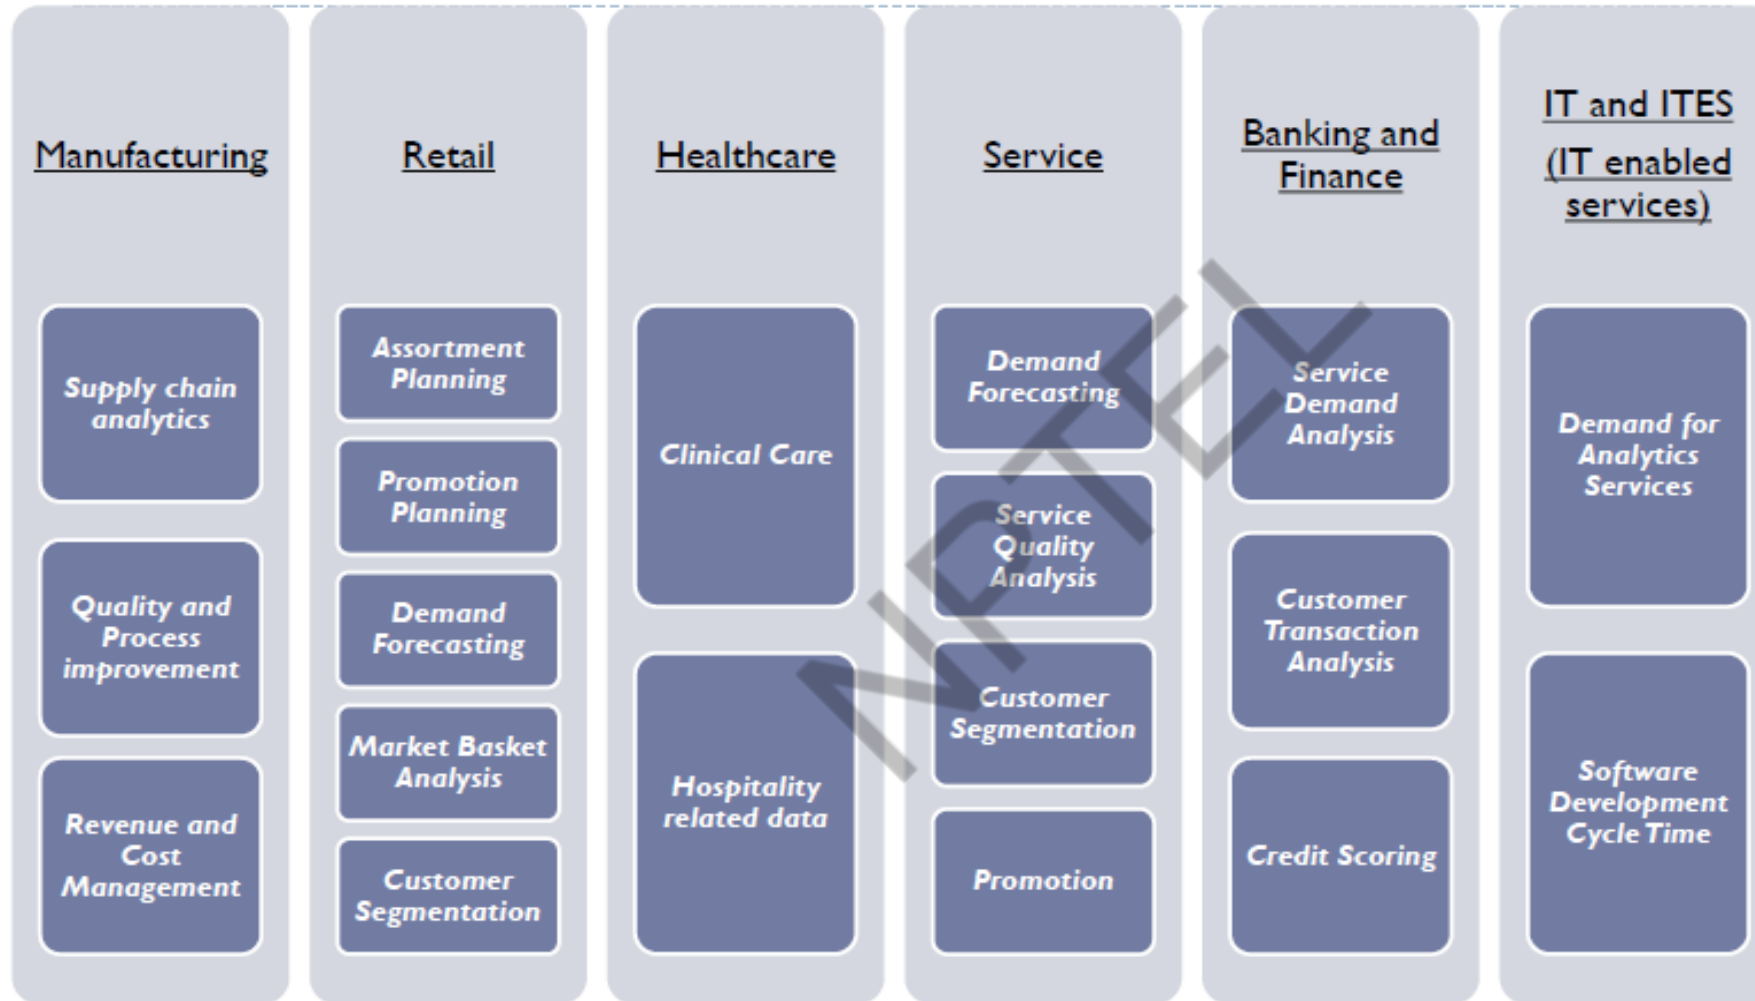 Manufacturing
Supply chain
analytics
Quality and
Process
improvement
Revenue and
Cost
Management
Retail
Assortment
Planning
Promotion
Planning
Demand
Forecasting
Market Basket
Analysis
Customer
Segmentation
Healthcare
Clinical Care
Hospitality
related data
Service
Demand
Forecasting
Service
Quality
Analysis
Customer
Segmentation
Promotion
Banking and
Finance
Service
Demand
Analysis
Customer
Transaction
Analysis
Credit Scoring
IT and ITES
(IT enabled
services)
Demand for
Analytics
Services
Software
Development
Cycle Time
NPTEL